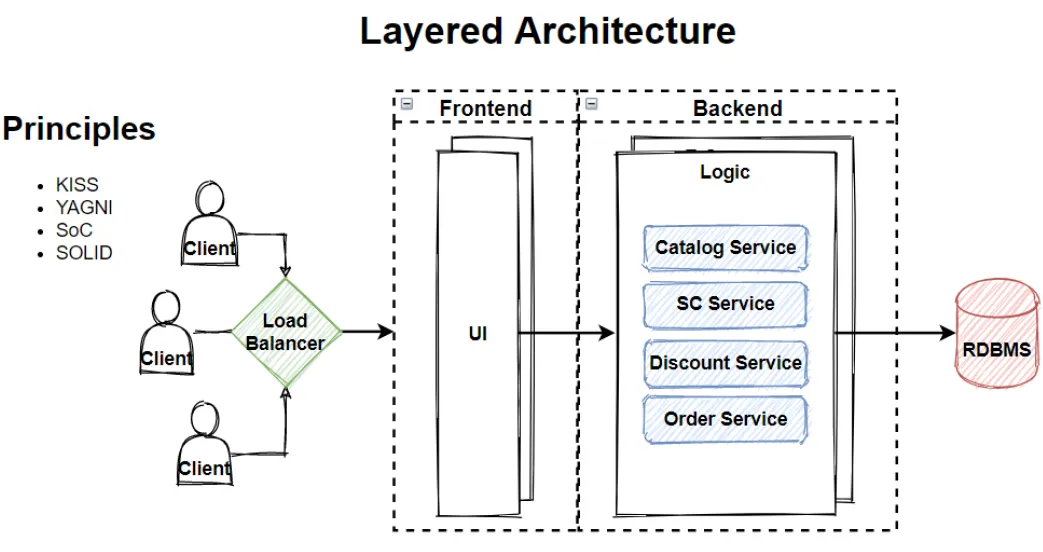 Layered Architecture
Principles
KISS
YAGNI
SoC
SOLID
Client
Client
Client
Load
Balancer
Frontend
UI
Backend
Logic
Catalog Service
SC Service
Discount Service
Order Service
RDBMS